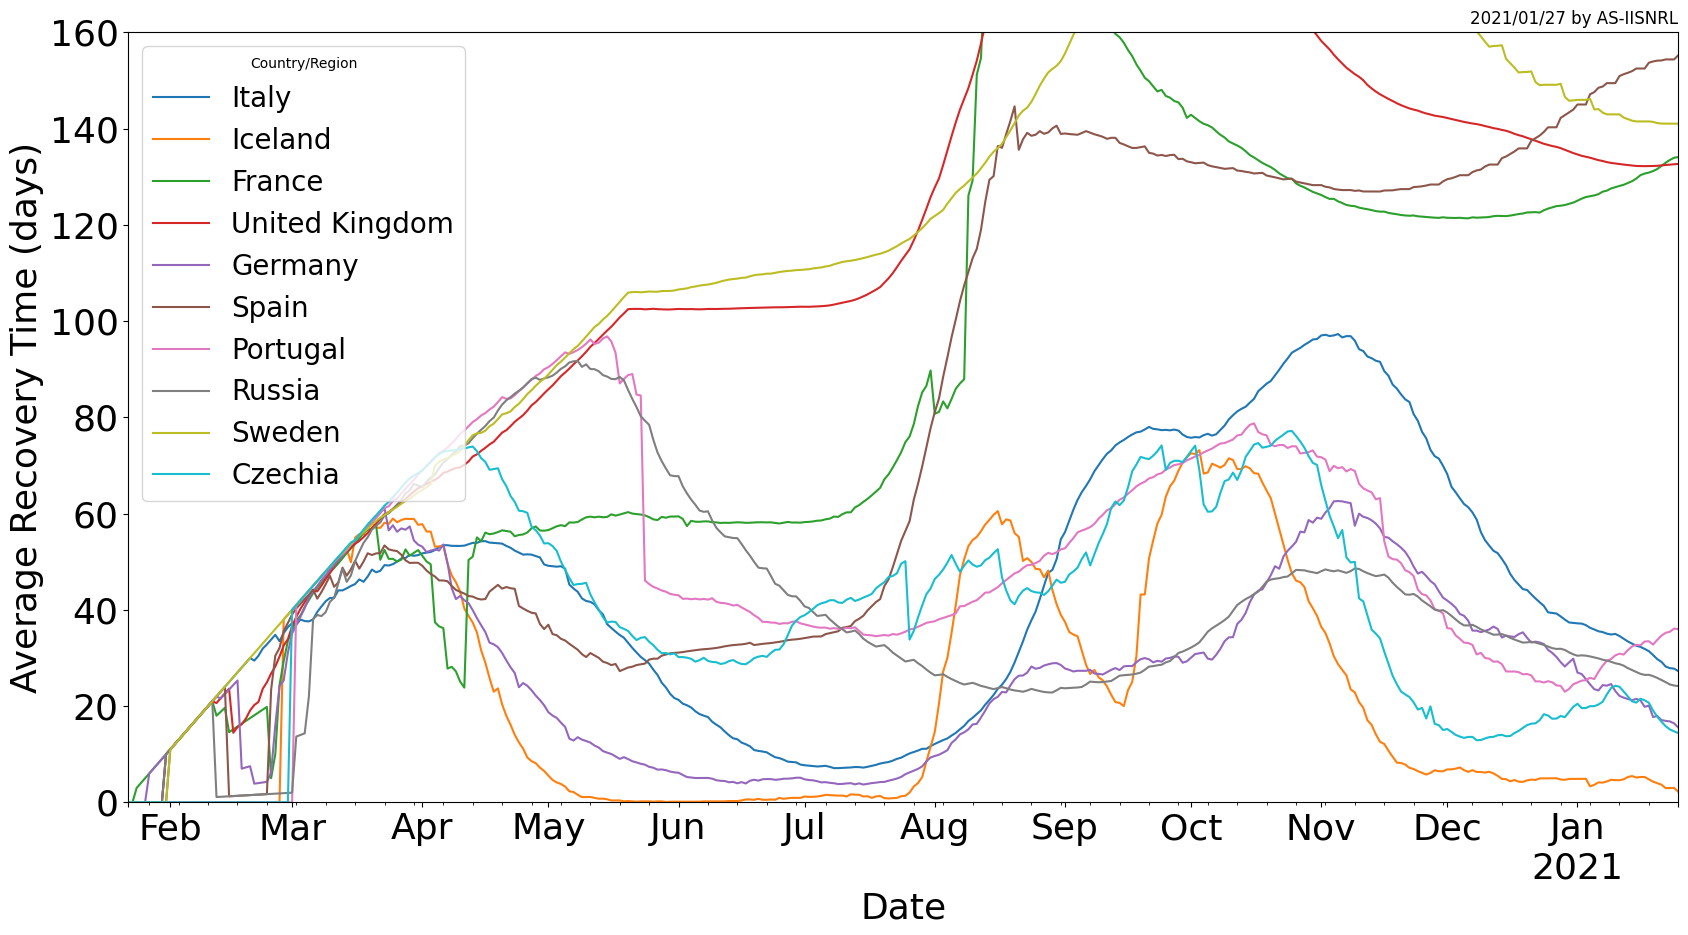 2021/01/27 by AS-IISNRL
Average Recovery Time (days)
160
140
120
100
80
60
40
20
0
Country/Region
Italy
Iceland
France
United Kingdom
Germany
Spain
Portugal
Russia
Sweden
Czechia
Feb Mar Apr May Jun Jul Aug Sep Oct Nov Dec Jan
2021
Date